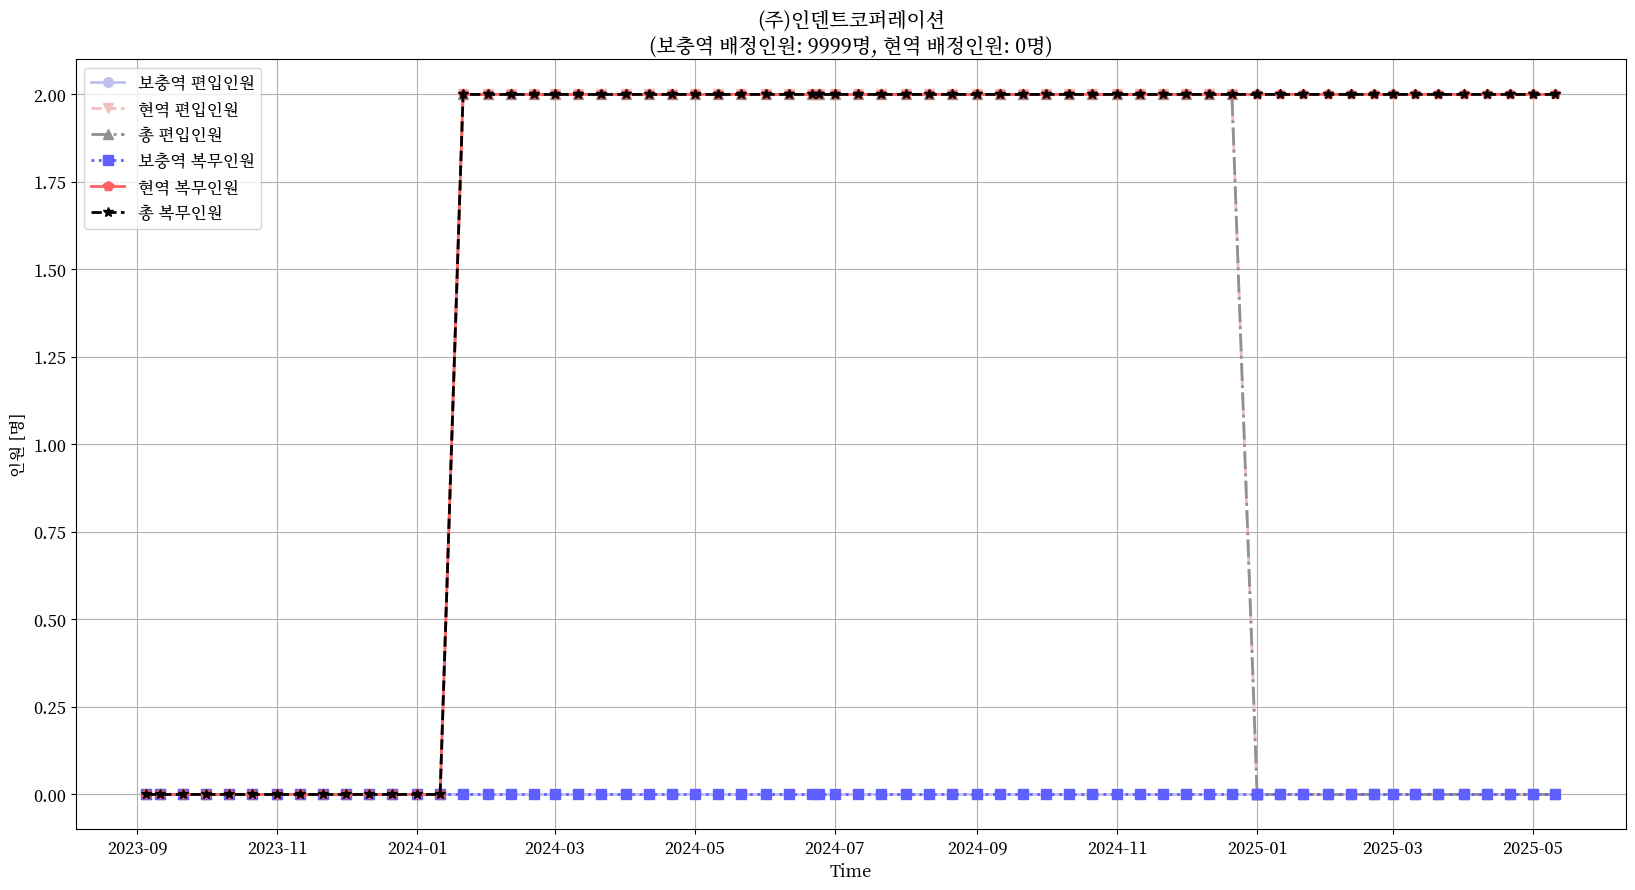 (주)인덴트코퍼레이션
(보충역 배정인원: 9999명, 현역 배정인원: 0명)
보충역 편입인원
현역 편입인원
총 편입인원
보충역 복무인원
현역 복무인원
총 복무인원
인원 [명]
2.00
1.75
1.50
1.25
1.00
0.75
0.50
0.25
0.00
2023-09 2023-11 2024-01 2024-03 2024-05 2024-07 2024-09 2024-11 2025-01 2025-03 2025-05
Time